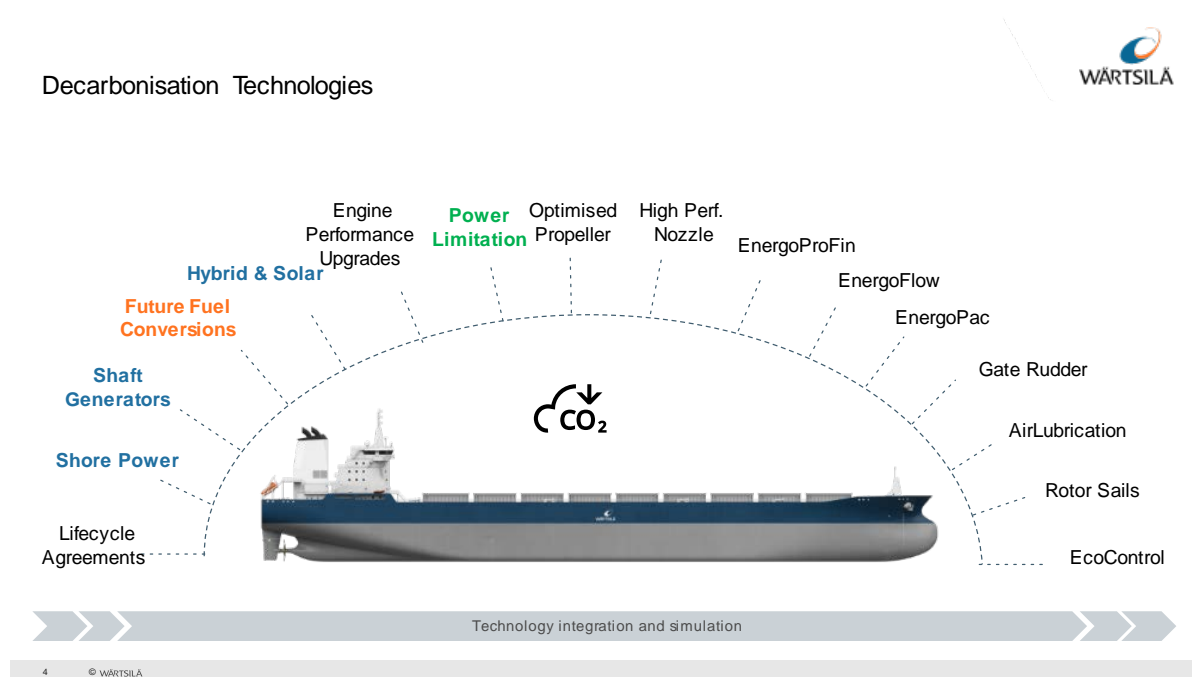 WÄRTSILÄ
Decarbonisation Technologies
Engine
Performance
Upgrades
Power
Limitation
Optimised
Propeller
High Perf.
Nozzle
EnergoProFin
Hybrid & Solar
EnergoFlow
Future Fuel
Conversions
EnergoPac
Shaft
Generators
Gate Rudder
AirLubrication
Shore Power
Rotor Sails
Lifecycle
Agreements
EcoControl
CO₂
WÄRTSILÄ
Technology integration and simulation
4 © WÄRTSILÄ